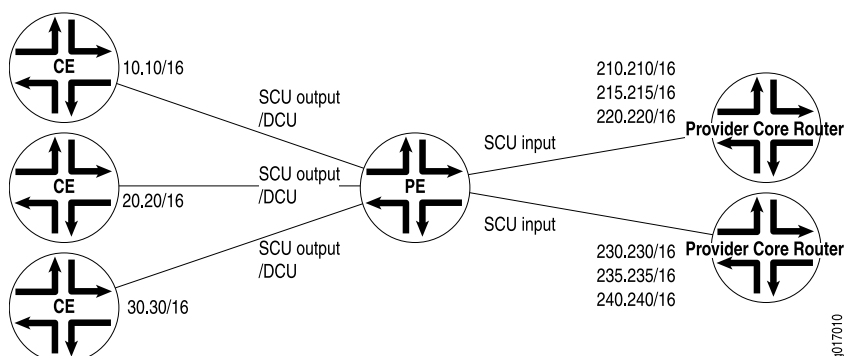 CE
10.10/16
SCU output
/DCU
CE
20.20/16
SCU output
/DCU
CE
30.30/16
SCU output
/DCU
PE
SCU input
SCU input
210.210/16
215.215/16
220.220/16
Provider Core Router
230.230/16
235.235/16
240.240/16
Provider Core Router
g017010